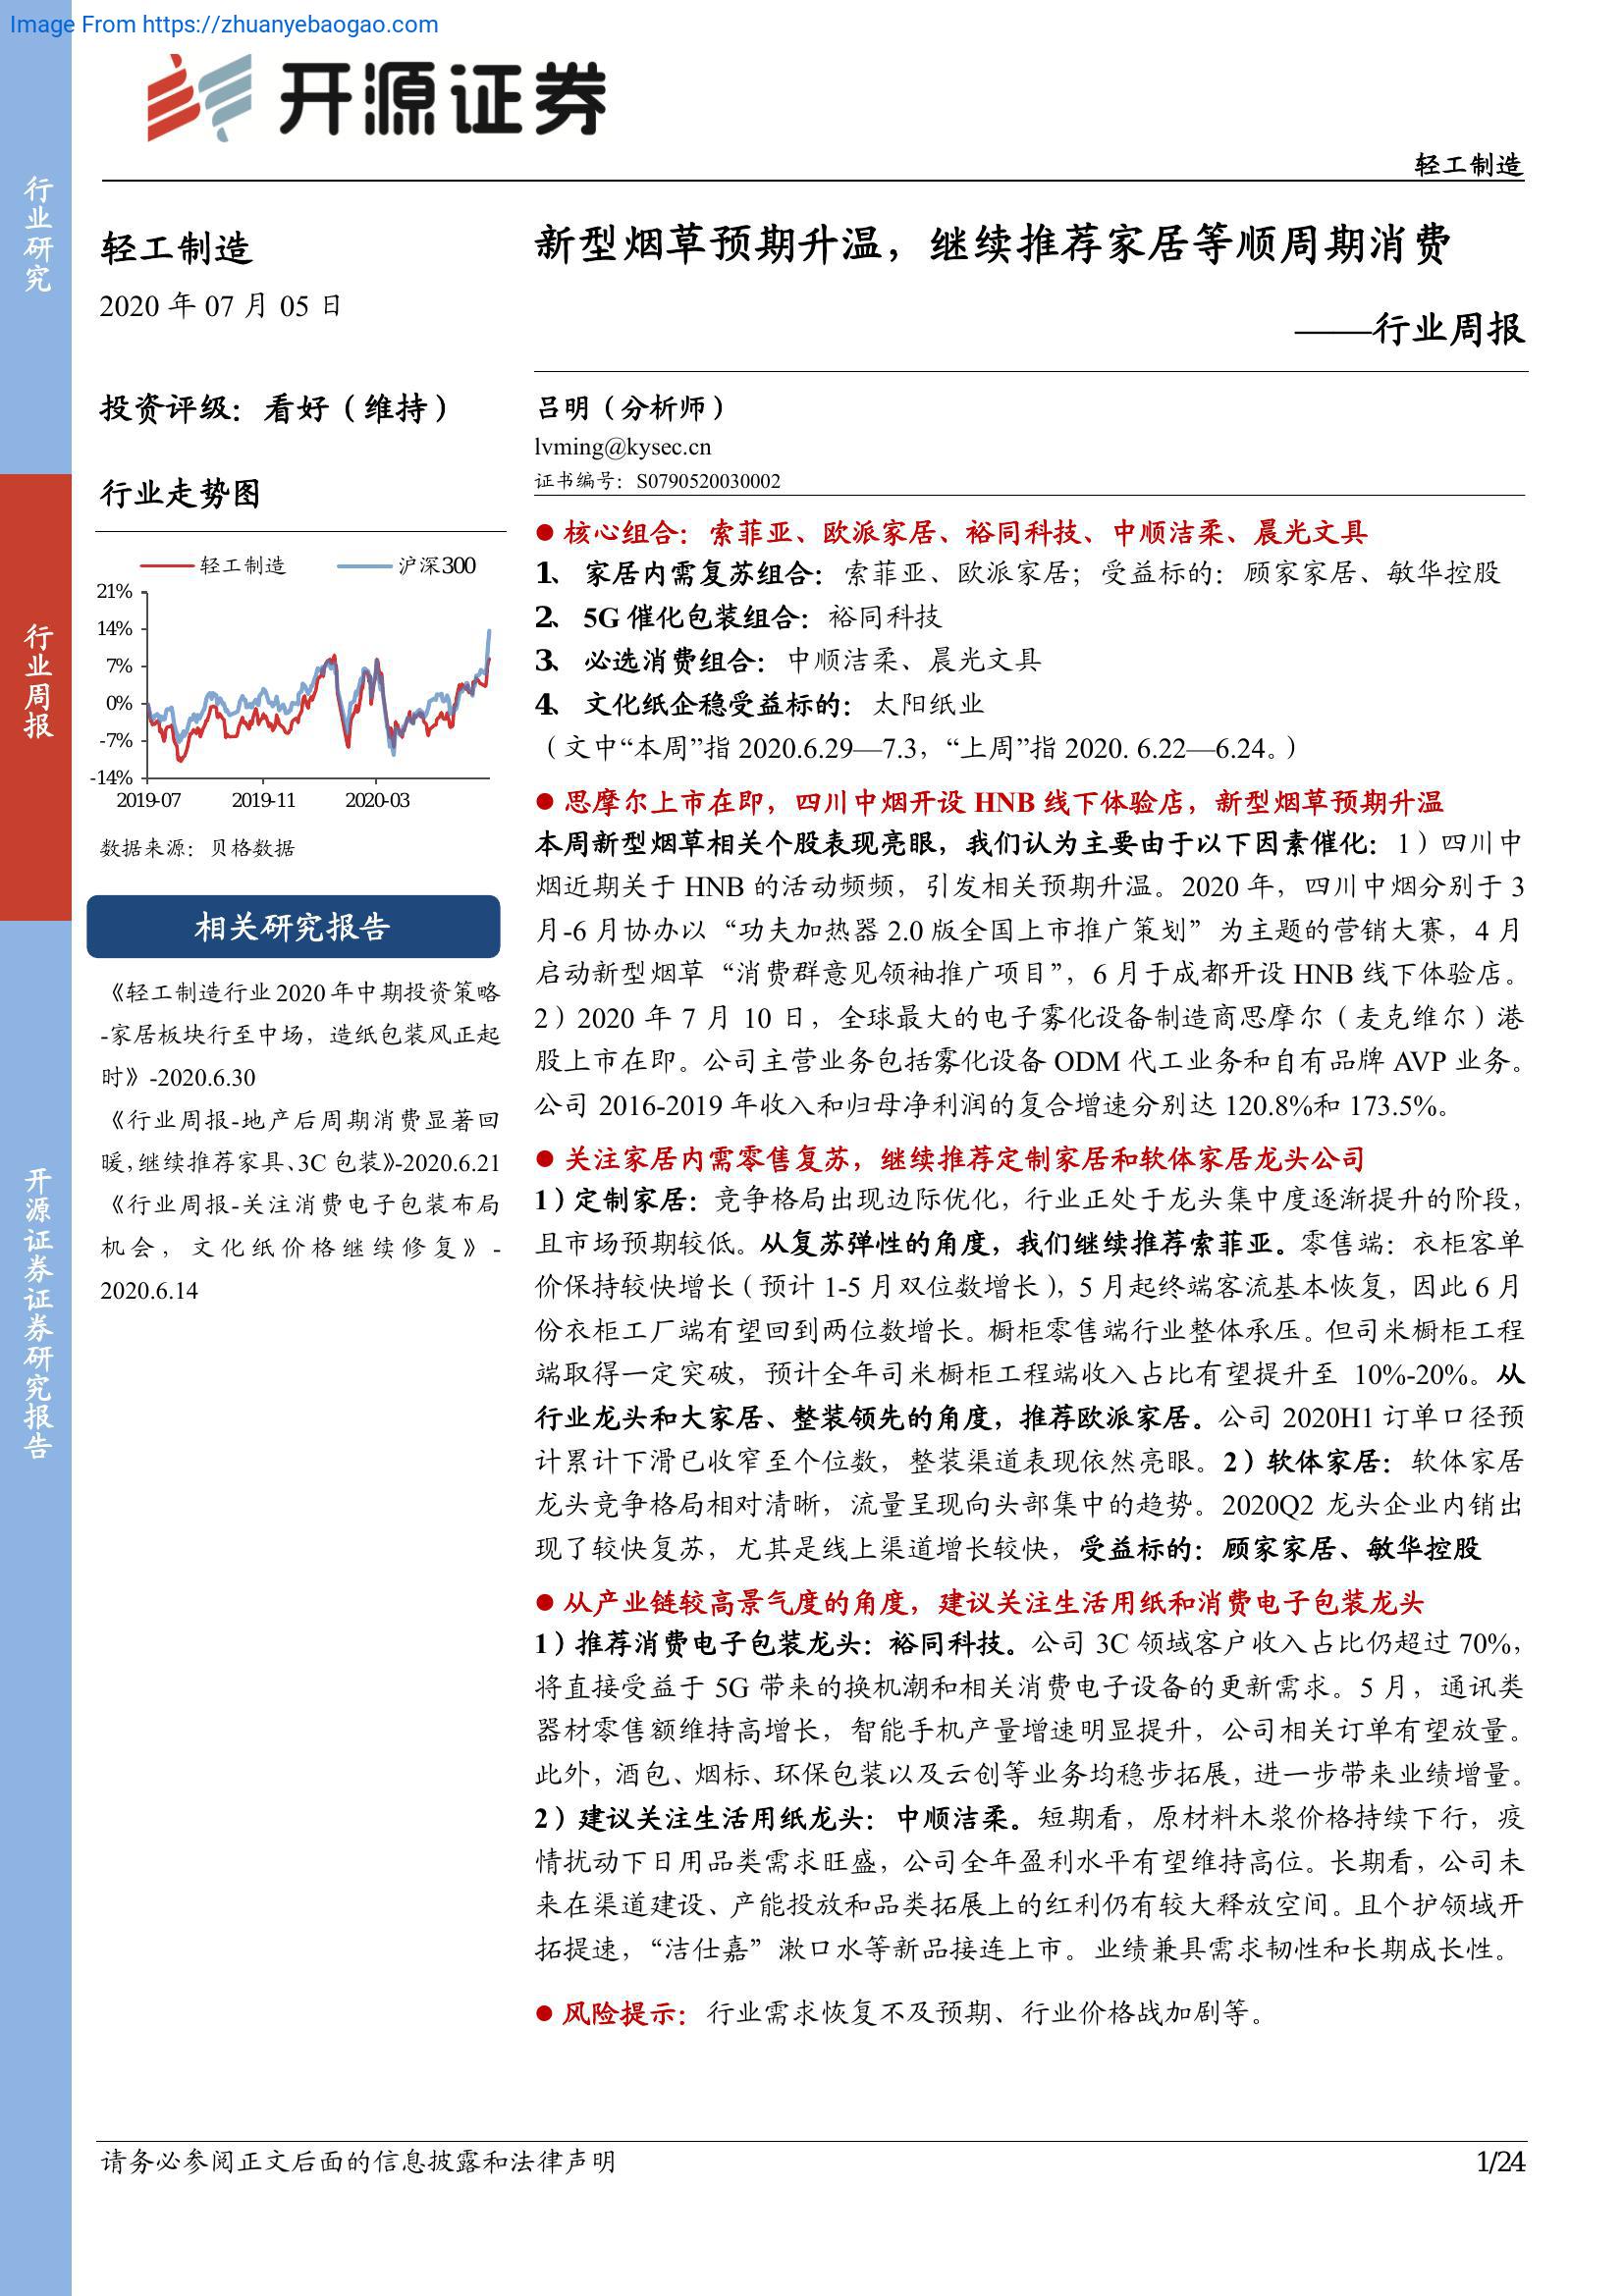 Image From https://zhuanyebaogao.com
开源证券
轻工制造
行业研究
行业周报
开源证券证券研究报告
轻工制造
2020 年 07 月 05 日
投资评级：看好（维持）
行业走势图
轻工制造 沪深300
21%
14%
7%
0%
-7%
-14%
2019-07 2019-11 2020-03
数据来源：贝格数据
相关研究报告
《轻工制造行业 2020 年中期投资策略
-家居板块行至中场，造纸包装风正起
时》-2020.6.30
《行业周报-地产后周期消费显著回
暖,继续推荐家具、3C 包装》-2020.6.21
《行业周报-关注消费电子包装布局
机会，文化纸价格继续修复》-
2020.6.14
新型烟草预期升温，继续推荐家居等顺周期消费
——行业周报
吕明（分析师）
lvming@kysec.cn
证书编号：S0790520030002
● 核心组合：索菲亚、欧派家居、裕同科技、中顺洁柔、晨光文具
1、 家居内需复苏组合：索菲亚、欧派家居；受益标的：顾家家居、敏华控股
2、 5G 催化包装组合：裕同科技
3、 必选消费组合：中顺洁柔、晨光文具
4、 文化纸企稳受益标的：太阳纸业
（文中“本周”指 2020.6.29—7.3，“上周”指 2020. 6.22—6.24。）
● 思摩尔上市在即，四川中烟开设 HNB 线下体验店，新型烟草预期升温
本周新型烟草相关个股表现亮眼，我们认为主要由于以下因素催化：1）四川中
烟近期关于 HNB 的活动频频，引发相关预期升温。2020 年，四川中烟分别于 3
月-6 月协办以“功夫加热器 2.0 版全国上市推广策划”为主题的营销大赛，4 月
启动新型烟草“消费群意见领袖推广项目”，6 月于成都开设 HNB 线下体验店。
2）2020 年 7 月 10 日，全球最大的电子雾化设备制造商思摩尔（麦克维尔）港
股上市在即。公司主营业务包括雾化设备 ODM 代工业务和自有品牌 AVP 业务。
公司 2016-2019 年收入和归母净利润的复合增速分别达 120.8%和 173.5%。
● 关注家居内需零售复苏，继续推荐定制家居和软体家居龙头公司
1）定制家居：竞争格局出现边际优化，行业正处于龙头集中度逐渐提升的阶段，
且市场预期较低。从复苏弹性的角度，我们继续推荐索菲亚。零售端：衣柜客单
价保持较快增长（预计 1-5 月双位数增长），5 月起终端客流基本恢复，因此 6 月
份衣柜工厂端有望回到两位数增长。橱柜零售端行业整体承压。但司米橱柜工程
端取得一定突破，预计全年司米橱柜工程端收入占比有望提升至 10%-20%。从
行业龙头和大家居、整装领先的角度，推荐欧派家居。公司 2020H1 订单口径预
计累计下滑已收窄至个位数，整装渠道表现依然亮眼。2）软体家居：软体家居
龙头竞争格局相对清晰，流量呈现向头部集中的趋势。2020Q2 龙头企业内销出
现了较快复苏，尤其是线上渠道增长较快，受益标的：顾家家居、敏华控股
● 从产业链较高景气度的角度，建议关注生活用纸和消费电子包装龙头
1）推荐消费电子包装龙头：裕同科技。公司 3C 领域客户收入占比仍超过 70%，
将直接受益于 5G 带来的换机潮和相关消费电子设备的更新需求。5 月，通讯类
器材零售额维持高增长，智能手机产量增速明显提升，公司相关订单有望放量。
此外，酒包、烟标、环保包装以及云创等业务均稳步拓展，进一步带来业绩增量。
2）建议关注生活用纸龙头：中顺洁柔。短期看，原材料木浆价格持续下行，疫
情扰动下日用品类需求旺盛，公司全年盈利水平有望维持高位。长期看，公司未
来在渠道建设、产能投放和品类拓展上的红利仍有较大释放空间。且个护领域开
拓提速，“洁仕嘉”漱口水等新品接连上市。业绩兼具需求韧性和长期成长性。
● 风险提示：行业需求恢复不及预期、行业价格战加剧等。
请务必参阅正文后面的信息披露和法律声明
1/24